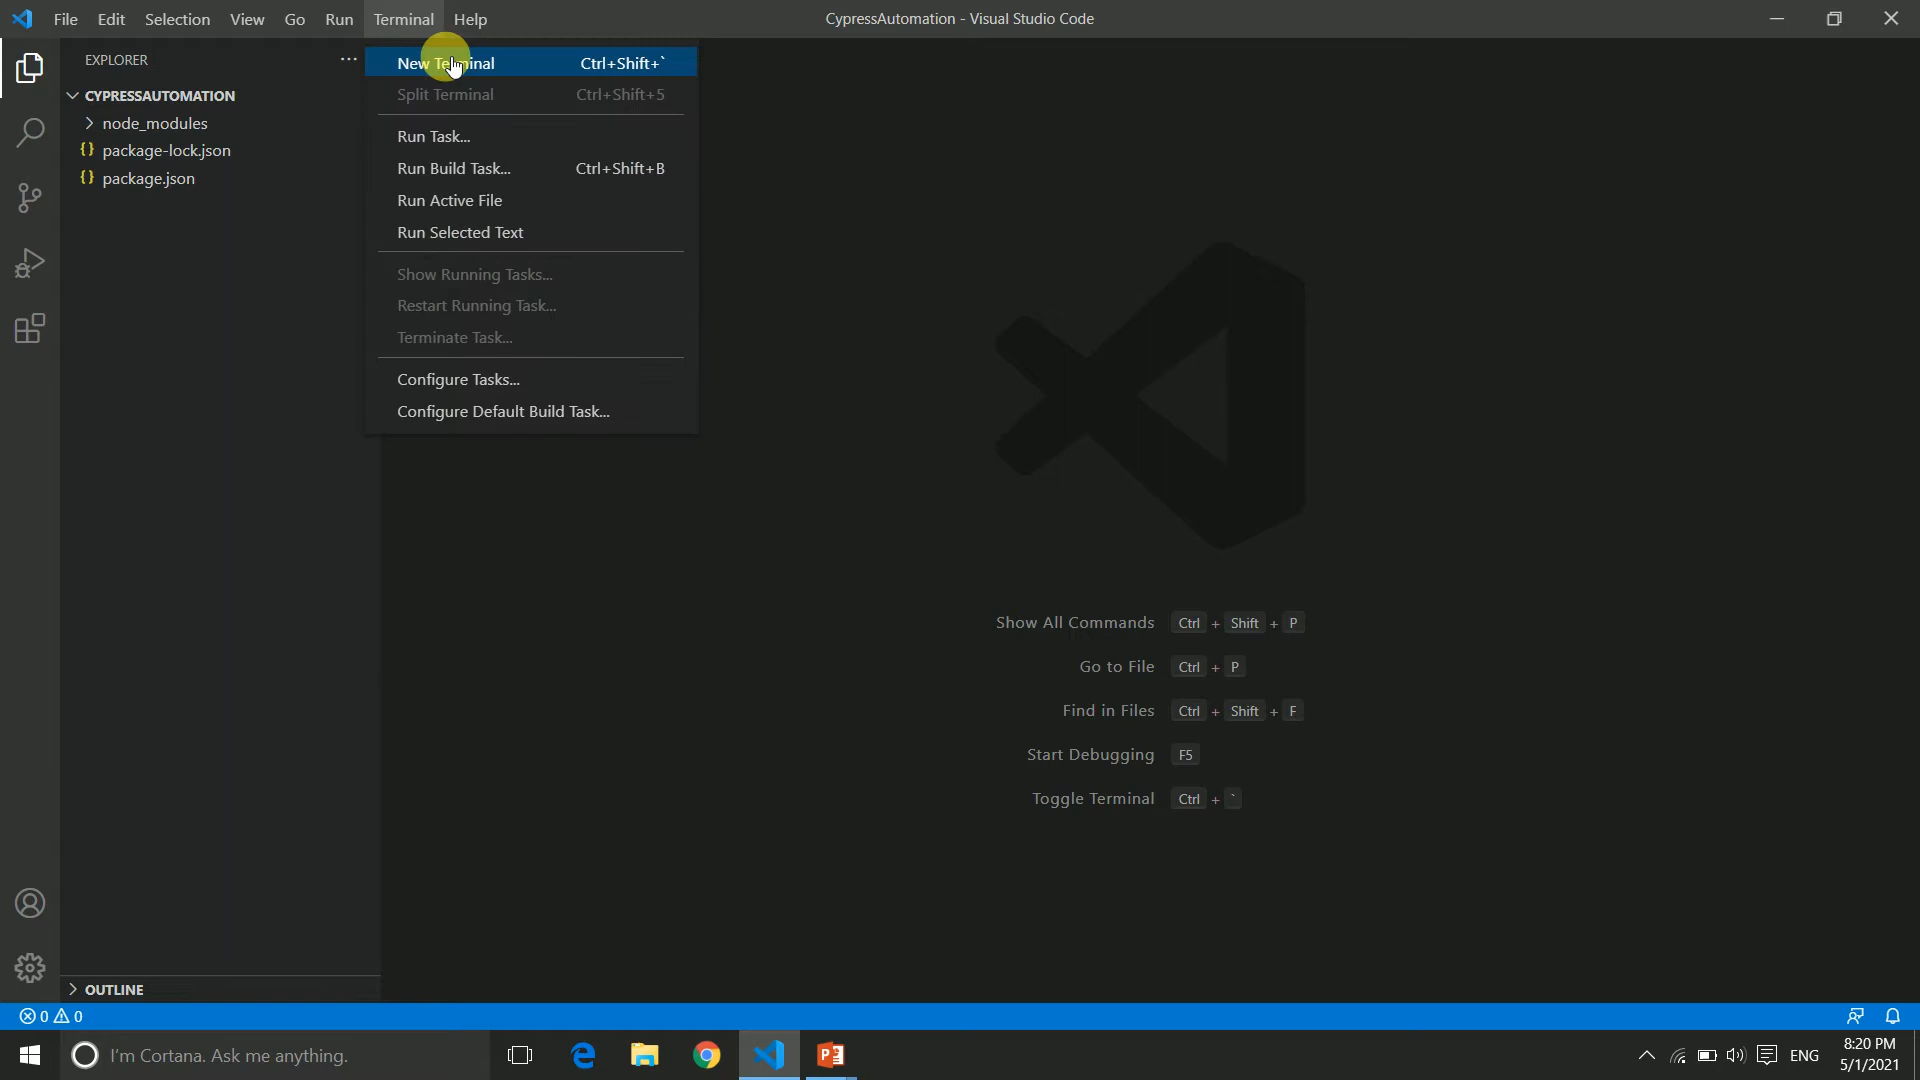 File Edit Selection View Go Run Terminal Help
CypressAutomation - Visual Studio Code
EXPLORER
CYPRESSAUTOMATION
node_modules
{} package-lock.json
{} package.json
New Terminal Ctrl+Shift+`
Split Terminal Ctrl+Shift+5
Run Task...
Run Build Task... Ctrl+Shift+B
Run Active File
Run Selected Text
Show Running Tasks...
Restart Running Task...
Terminate Task...
Configure Tasks...
Configure Default Build Task...
Show All Commands Ctrl + Shift + P
Go to File Ctrl + P
Find in Files Ctrl + Shift + F
Start Debugging F5
Toggle Terminal Ctrl + `
OUTLINE
0 0
I'm Cortana. Ask me anything.
ENG
8:20 PM
5/1/2021